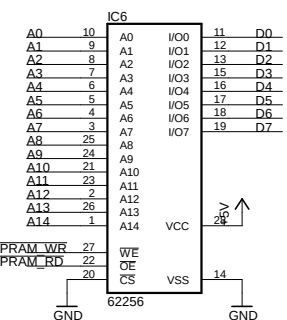 IC6
A0 10 A0 I/O0 11 D0
A1 9 A1 I/O1 12 D1
A2 8 A2 I/O2 13 D2
A3 7 A3 I/O3 15 D3
A4 6 A4 I/O4 16 D4
A5 5 A5 I/O5 17 D5
A6 4 A6 I/O6 18 D6
A7 3 A7 I/O7 19 D7
A8 25 A8
A9 24 A9
A10 21 A10
A11 23 A11
A12 2 A12
A13 26 A13
A14 1 A14 VCC 28 +5V
PRAM_WR 27 WE
PRAM_RD 22 OE
20 CS VSS 14
62256
GND GND